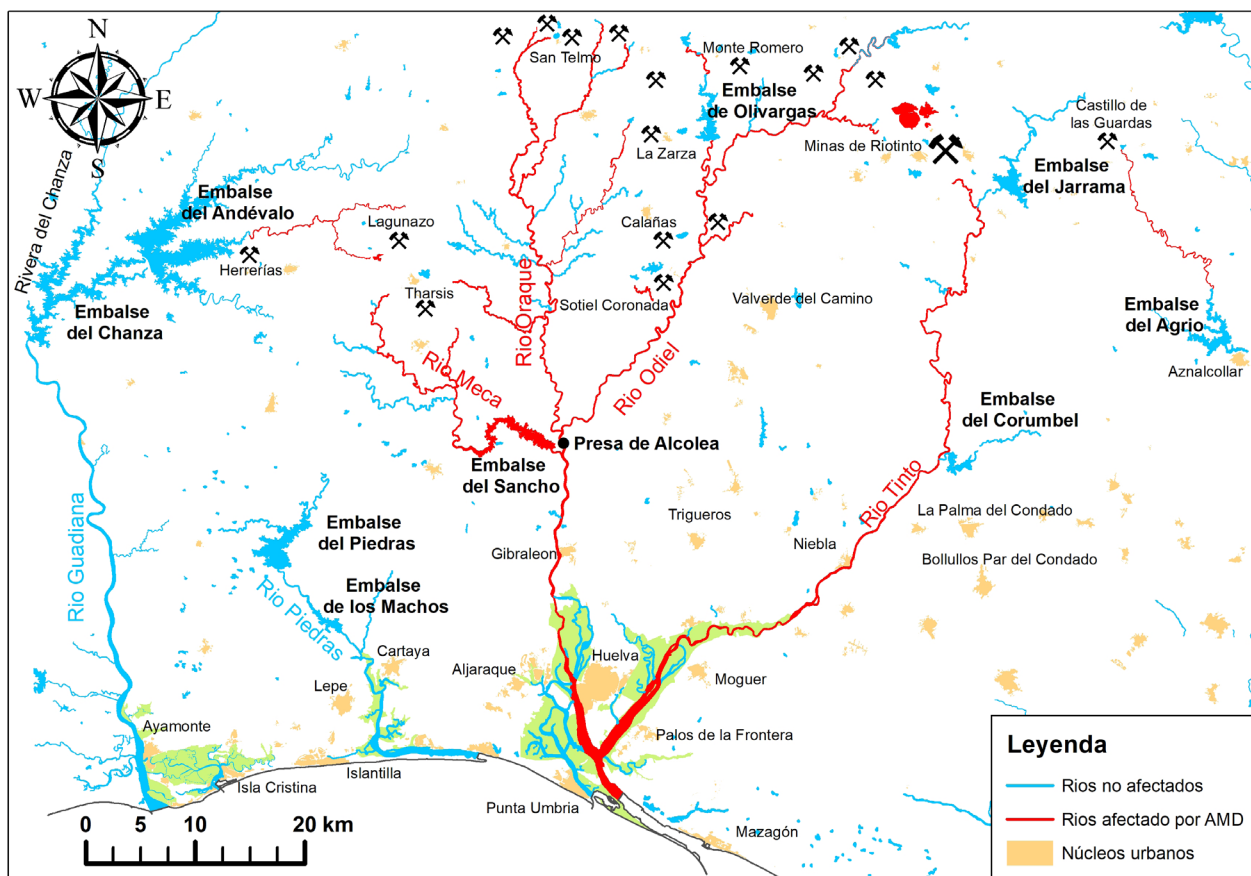 N
W
E
S
San Telmo
Monte Romero
Embalse
de Olivargas
Castillo de
las Guardas
La Zarza
Minas de Riotinto
Embalse
del Jarrama
Rivera del Chanza
Embalse
del Andévalo
Lagunazo
Herrerías
Calañas
Embalse
del Chanza
Tharsis
Sotiel Coronada
Valverde del Camino
Embalse
del Agrio
Aznalcollar
Rio Oraque
Rio Meca
Rio Odiel
Embalse
del Corumbel
Presa de Alcolea
Embalse
del Sancho
Rio Tinto
Rio Guadiana
Embalse
del Piedras
Trigueros
La Palma del Condado
Gibraleon
Niebla
Bollullos Par del Condado
Rio Piedras
Embalse
de los Machos
Cartaya
Aljaraque
Huelva
Moguer
Lepe
Ayamonte
Palos de la Frontera
Islantilla
Isla Cristina
Punta Umbria
Mazagón
0 5 10 20 km
Leyenda
Rios no afectados
Rios afectado por AMD
Núcleos urbanos